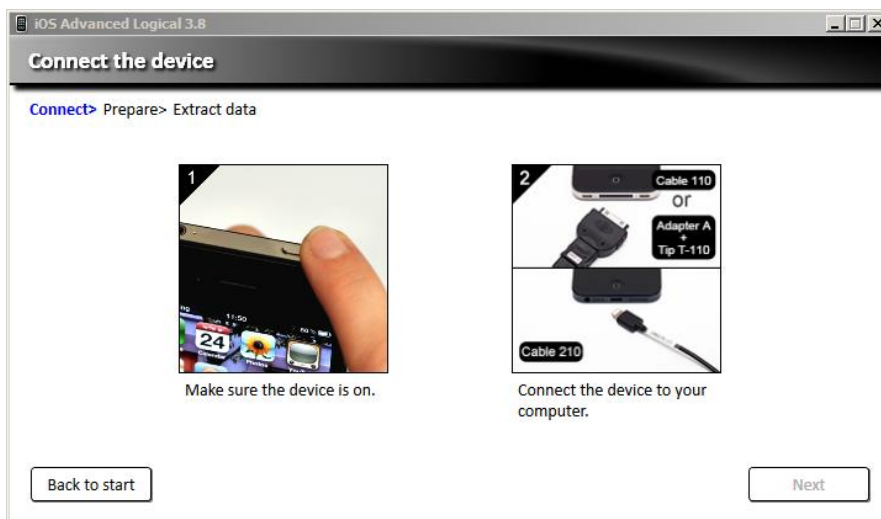 iOS Advanced Logical 3.8
Connect the device
Connect> Prepare> Extract data
1
11:50
24
Calendar
Photos
Make sure the device is on.
2
Cable 110
or
Adapter A
+
Tip T-110
Cable 210
Connect the device to your
computer.
Back to start
Next